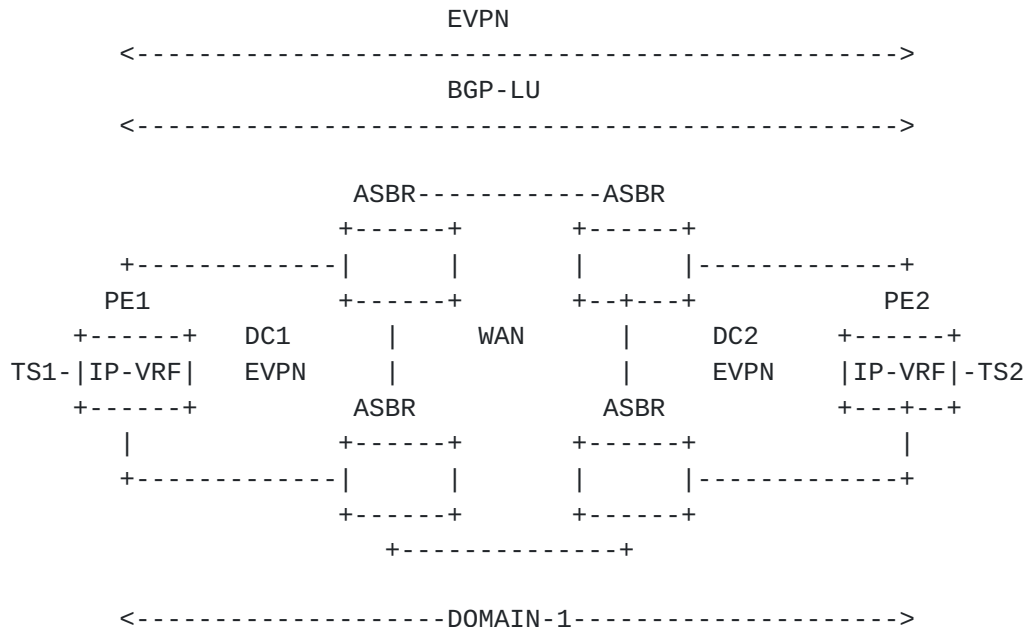 EVPN
<------------------------------------------------->
BGP-LU
<------------------------------------------------->
ASBR------------ASBR
+------+ +------+
+-------------| | | |-------------+
PE1 +------+ +--+---+ PE2
+------+ DC1 | WAN | DC2 +------+
TS1-|IP-VRF| EVPN | | EVPN |IP-VRF|-TS2
+------+ ASBR ASBR +---+--+
| +------+ +------+ |
+-------------| | | |-------------+
+------+ +------+
+--------------+
<---------------------DOMAIN-1--------------------->